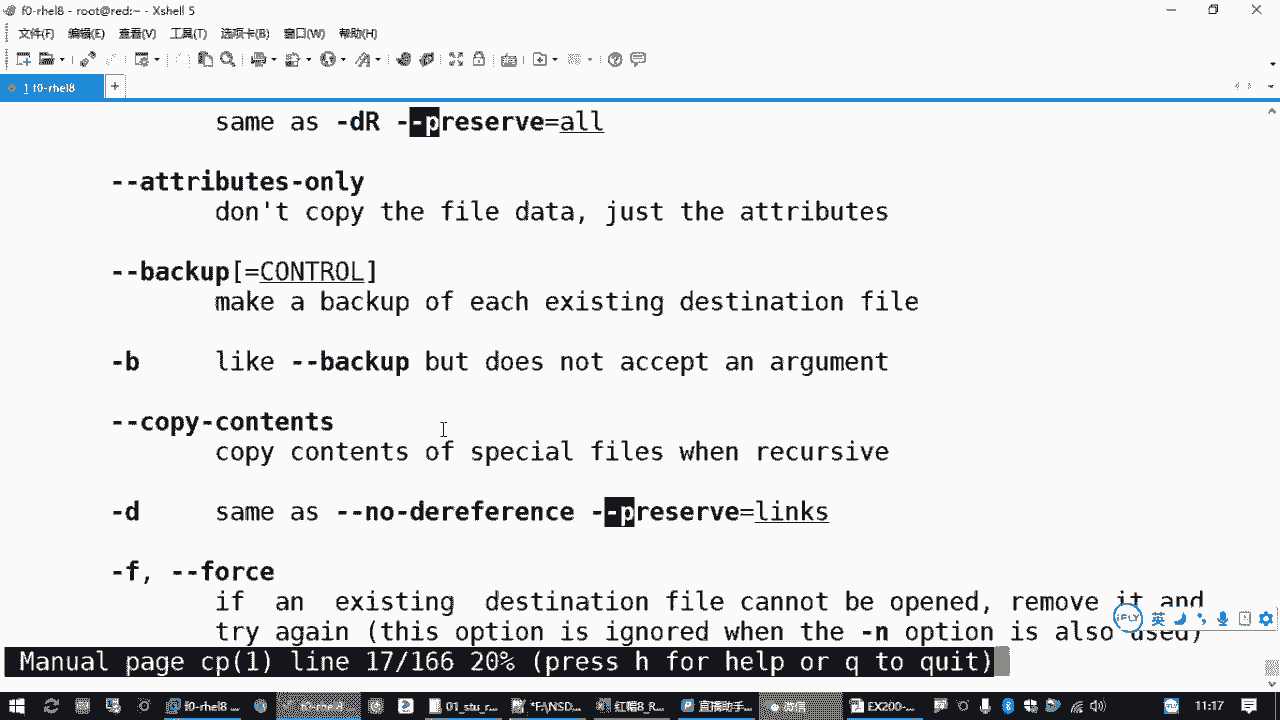 f0-rhel8 - root@red:~ - Xshell 5
文件(F) 编辑(E) 查看(V) 工具(T) 选项卡(B) 窗口(W) 帮助(H)
1 f0-rhel8
same as -dR --preserve=all
--attributes-only
don't copy the file data, just the attributes
--backup[=CONTROL]
make a backup of each existing destination file
-b like --backup but does not accept an argument
--copy-contents
copy contents of special files when recursive
-d same as --no-dereference --preserve=links
-f, --force
if an existing destination file cannot be opened, remove it and
try again (this option is ignored when the -n option is also used)
iFLY 英
Manual page cp(1) line 17/166 20% (press h for help or q to quit)
f0-rhel8 ... f0-rhel8 01_stu_r... *F\NSD... 红帽8_R... 直播助手... 微信 EX200-... 11:17